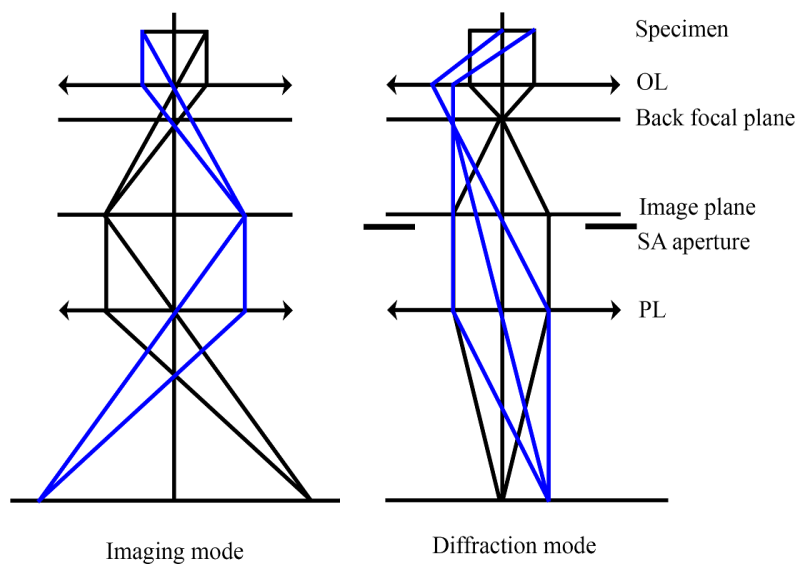 Specimen
OL
Back focal plane
Image plane
SA aperture
PL
Imaging mode
Diffraction mode